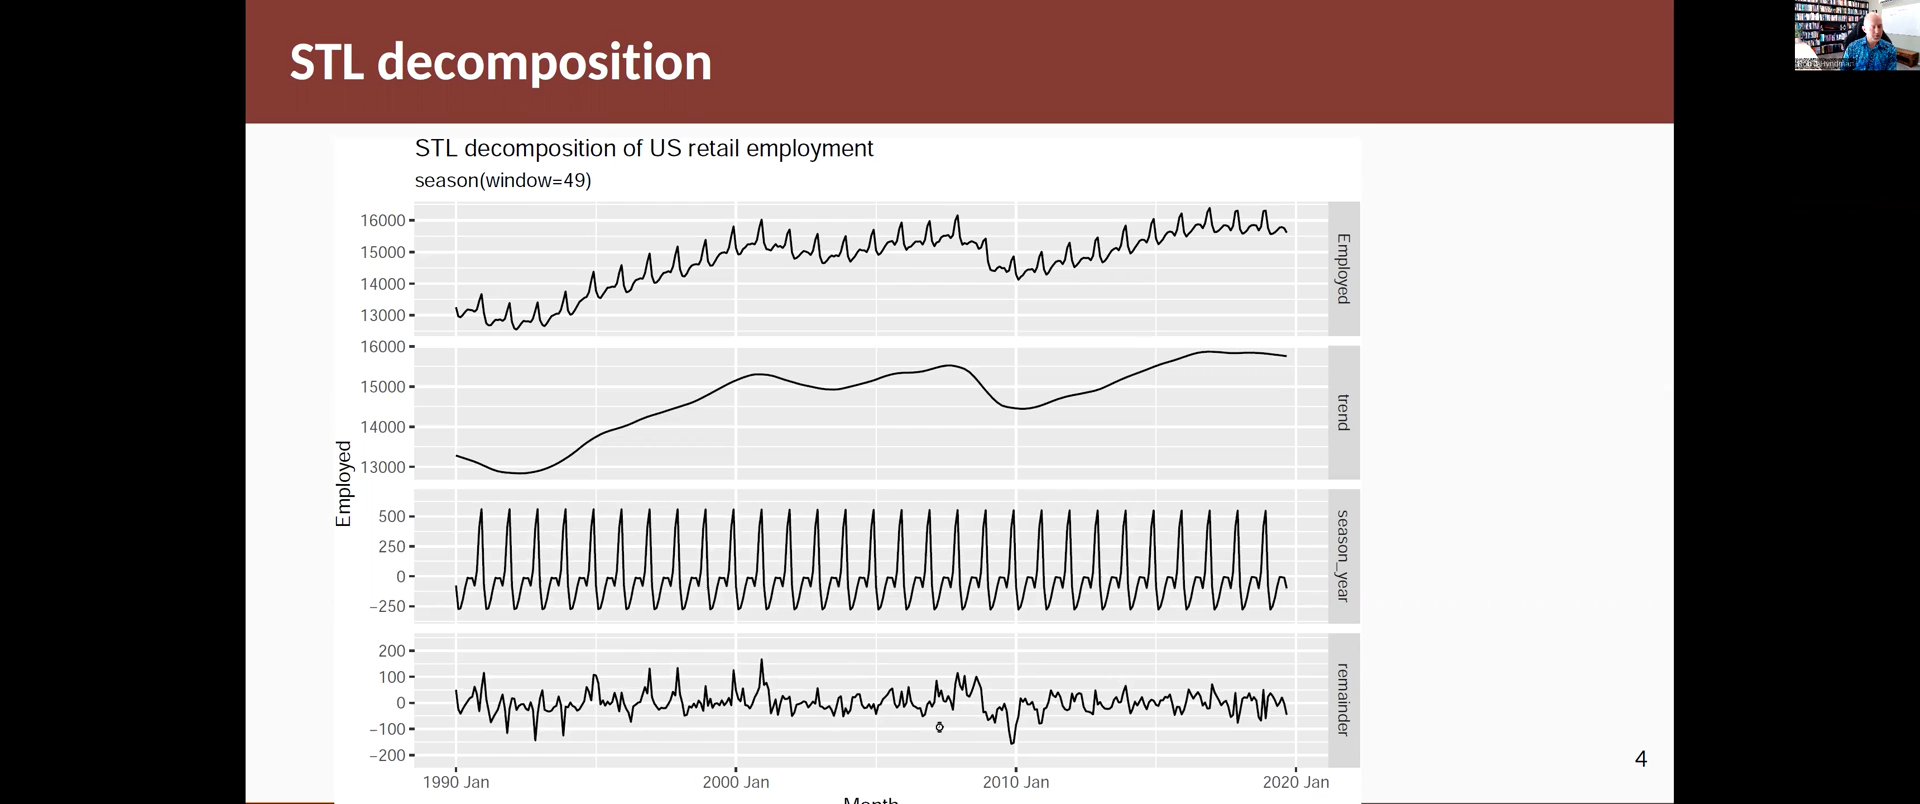 STL decomposition
STL decomposition of US retail employment
season(window=49)
16000
15000
14000
13000
Employed
16000
15000
14000
13000
trend
Employed
500
250
0
−250
season_year
200
100
0
−100
−200
remainder
1990 Jan
2000 Jan
2010 Jan
2020 Jan
Month
4